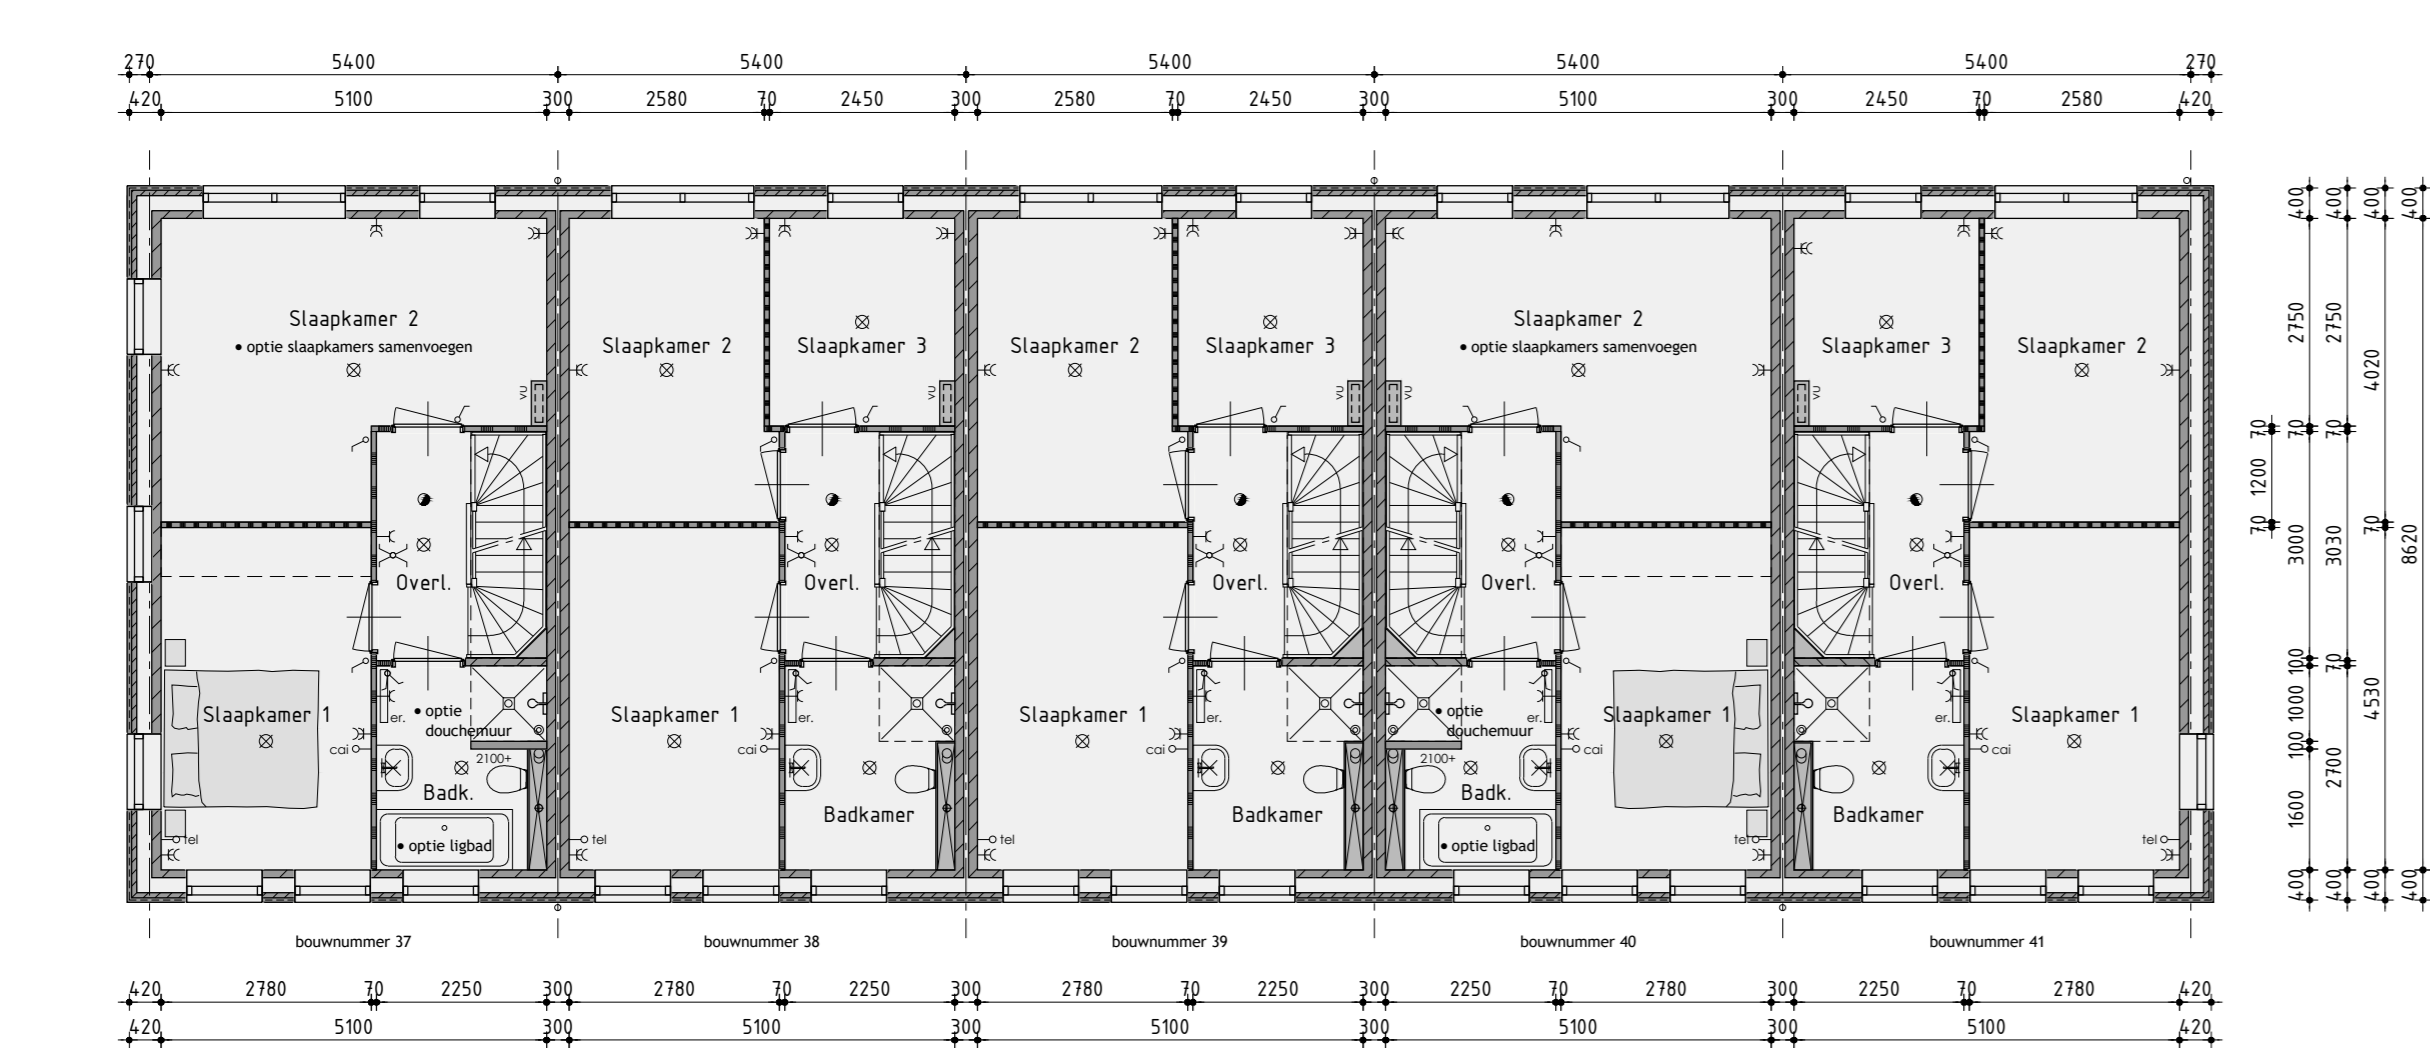 270 5400 5400 5400 5400 5400 270
420 5100 300 2580 70 2450 300 2580 70 2450 300 5100 300 2450 70 2580 420
400 400 400 400
Slaapkamer 2
• optie slaapkamers samenvoegen
Slaapkamer 2
Slaapkamer 3
Slaapkamer 2
Slaapkamer 3
Slaapkamer 2
• optie slaapkamers samenvoegen
Slaapkamer 3
Slaapkamer 2
2750 2750 4020
VU VU VU VU VU
70 70 70
1200
70 3000 3030 70 8620
Overl. Overl. Overl. Overl. Overl.
100 70
Slaapkamer 1
• optie
douchemuur
er.
cai
2100+
Badk.
• optie ligbad
tel
Slaapkamer 1
er.
cai
Badkamer
tel
Slaapkamer 1
er.
cai
Badkamer
tel
• optie
douchemuur
er.
2100+
Badk.
• optie ligbad
Slaapkamer 1
cai
tel
er.
Badkamer
Slaapkamer 1
cai
tel
1000 4530
100 2700
1600
400 400 400 400
bouwnummer 37 bouwnummer 38 bouwnummer 39 bouwnummer 40 bouwnummer 41
420 2780 70 2250 300 2780 70 2250 300 2780 70 2250 300 2250 70 2780 300 2250 70 2780 420
420 5100 300 5100 300 5100 300 5100 300 5100 420